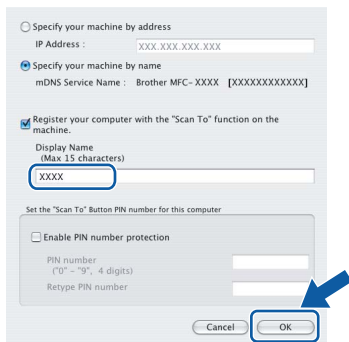 Specify your machine by address
IP Address : XXX.XXX.XXX.XXX
Specify your machine by name
mDNS Service Name : Brother MFC-XXXX [XXXXXXXXXXXX]
Register your computer with the "Scan To" function on the
machine.
Display Name
(Max 15 characters)
XXXX
Set the "Scan To" Button PIN number for this computer
Enable PIN number protection
PIN number
("0" - "9", 4 digits)
Retype PIN number
Cancel OK